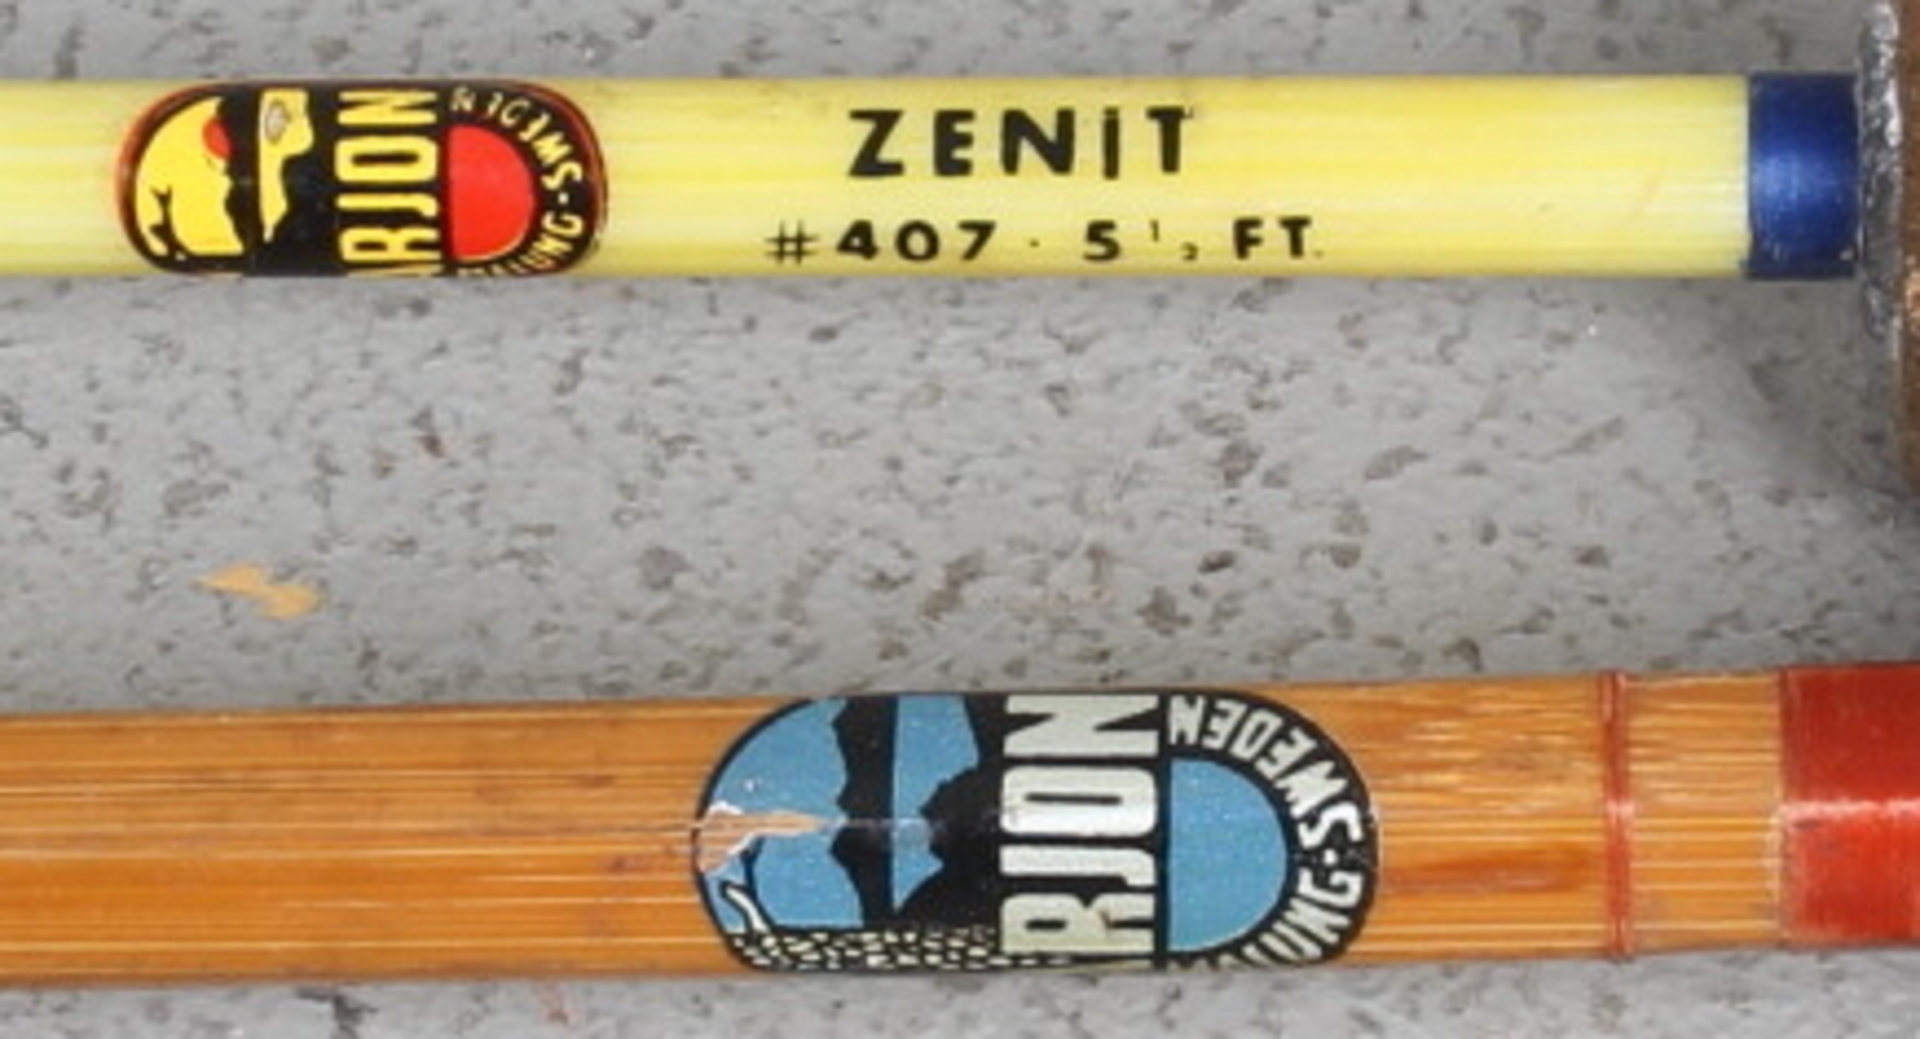 ARJON
SWEDEN
ZENIT
#407 · 5 1/2 FT.
ARJON
SWEDEN